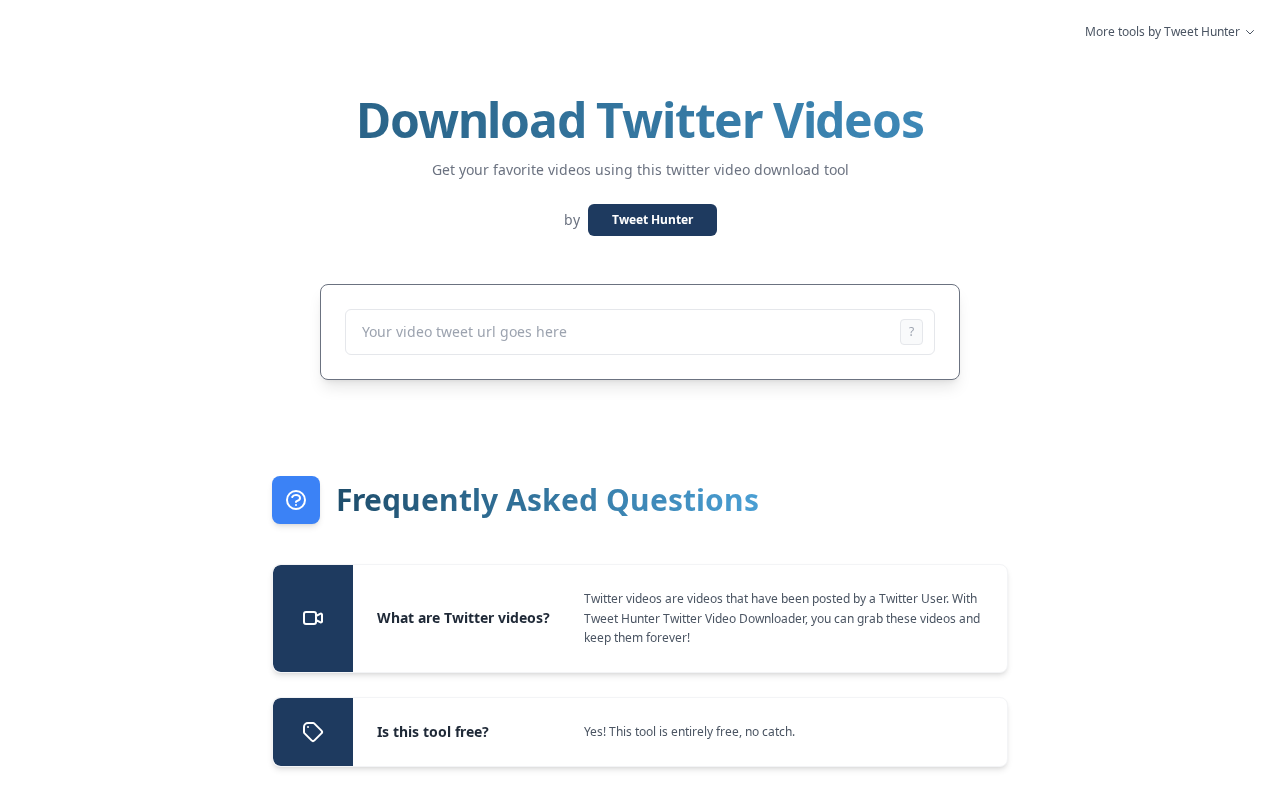 More tools by Tweet Hunter
Download Twitter Videos
Get your favorite videos using this twitter video download tool
by Tweet Hunter
Your video tweet url goes here ?
Frequently Asked Questions
What are Twitter videos?
Twitter videos are videos that have been posted by a Twitter User. With
Tweet Hunter Twitter Video Downloader, you can grab these videos and
keep them forever!
Is this tool free?
Yes! This tool is entirely free, no catch.